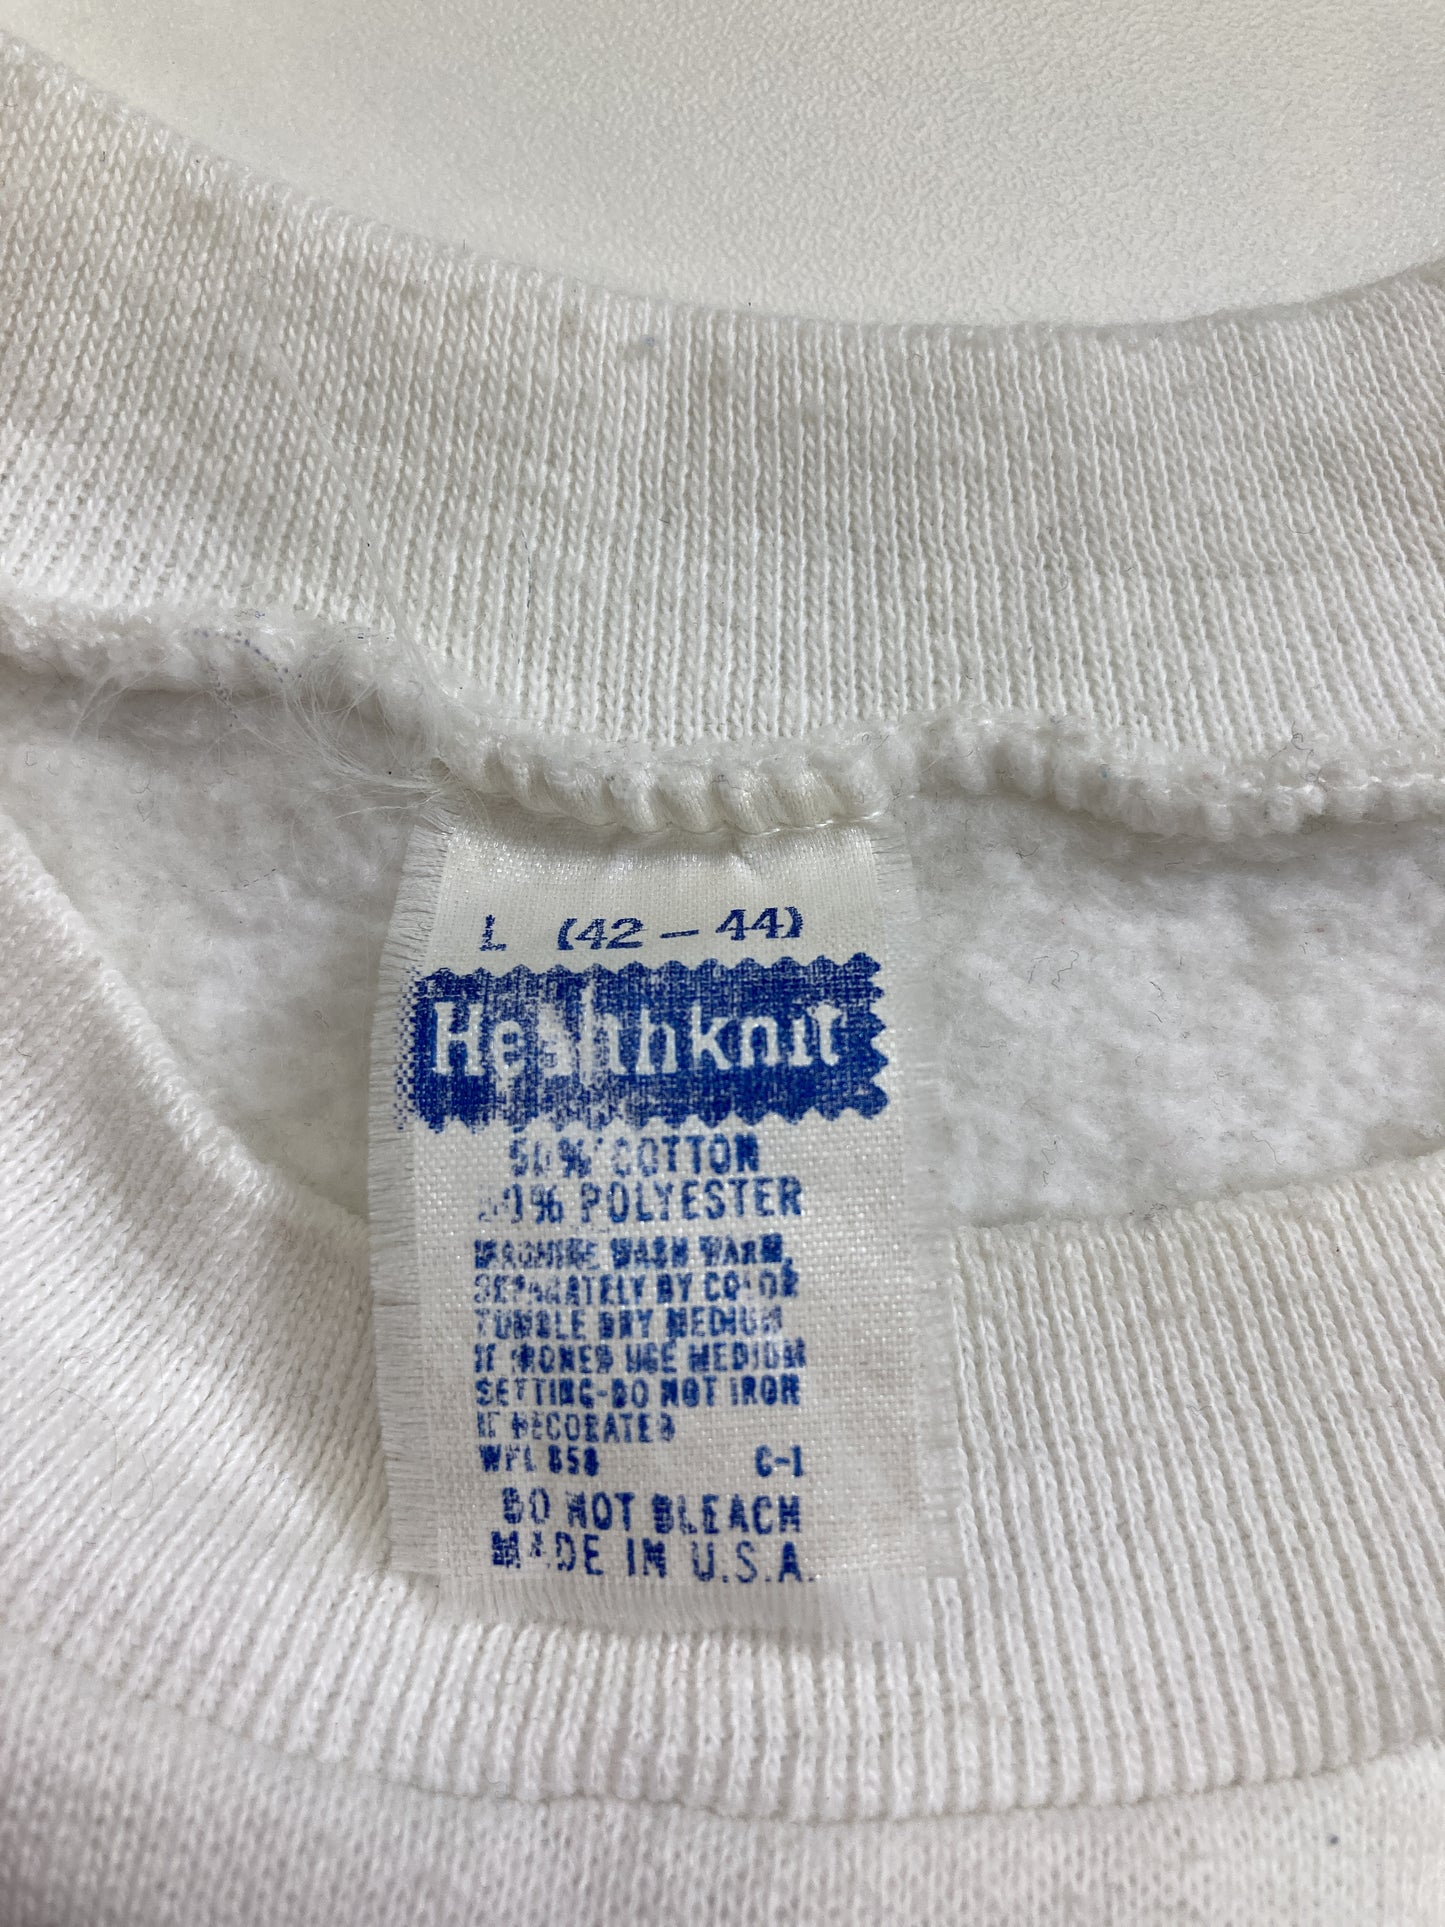 L (42-44)
Healthknit
50% COTTON
50% POLYESTER
MACHINE WASH WARM,
SEPARATELY BY COLOR
TUMBLE DRY MEDIUM
IF IRONED USE MEDIUM
SETTING-DO NOT IRON
IF DECORATED
WPL 858 C-1
DO NOT BLEACH
MADE IN U.S.A.